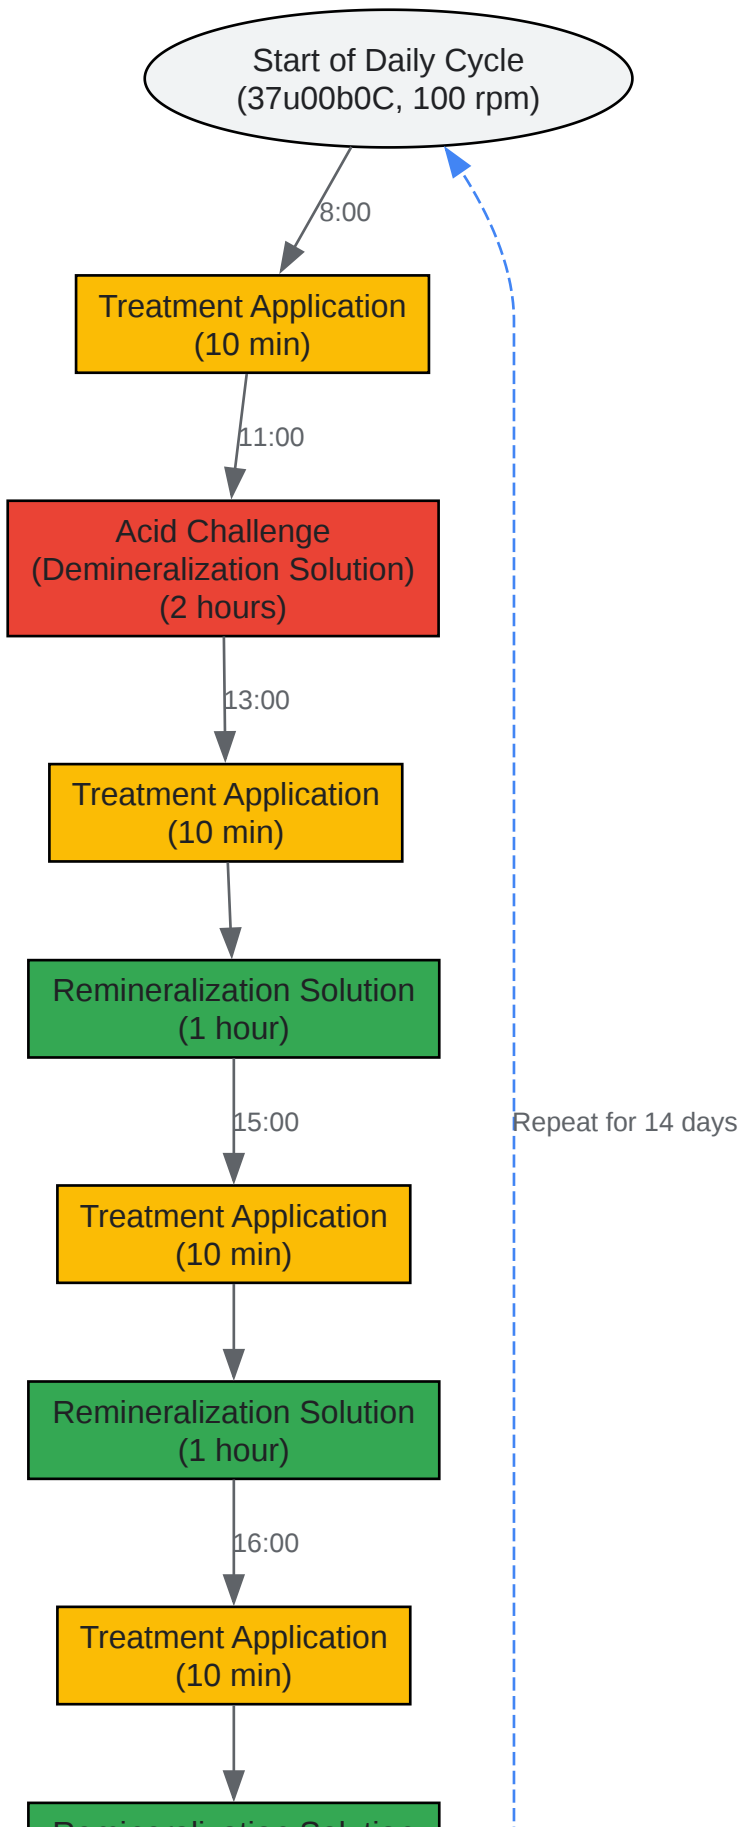 Start of Daily Cycle
(37u00b0C, 100 rpm)
8:00
Treatment Application
(10 min)
11:00
Acid Challenge
(Demineralization Solution)
(2 hours)
13:00
Treatment Application
(10 min)
Remineralization Solution
(1 hour)
15:00
Repeat for 14 days
Treatment Application
(10 min)
Remineralization Solution
(1 hour)
16:00
Treatment Application
(10 min)
Remineralization Solution